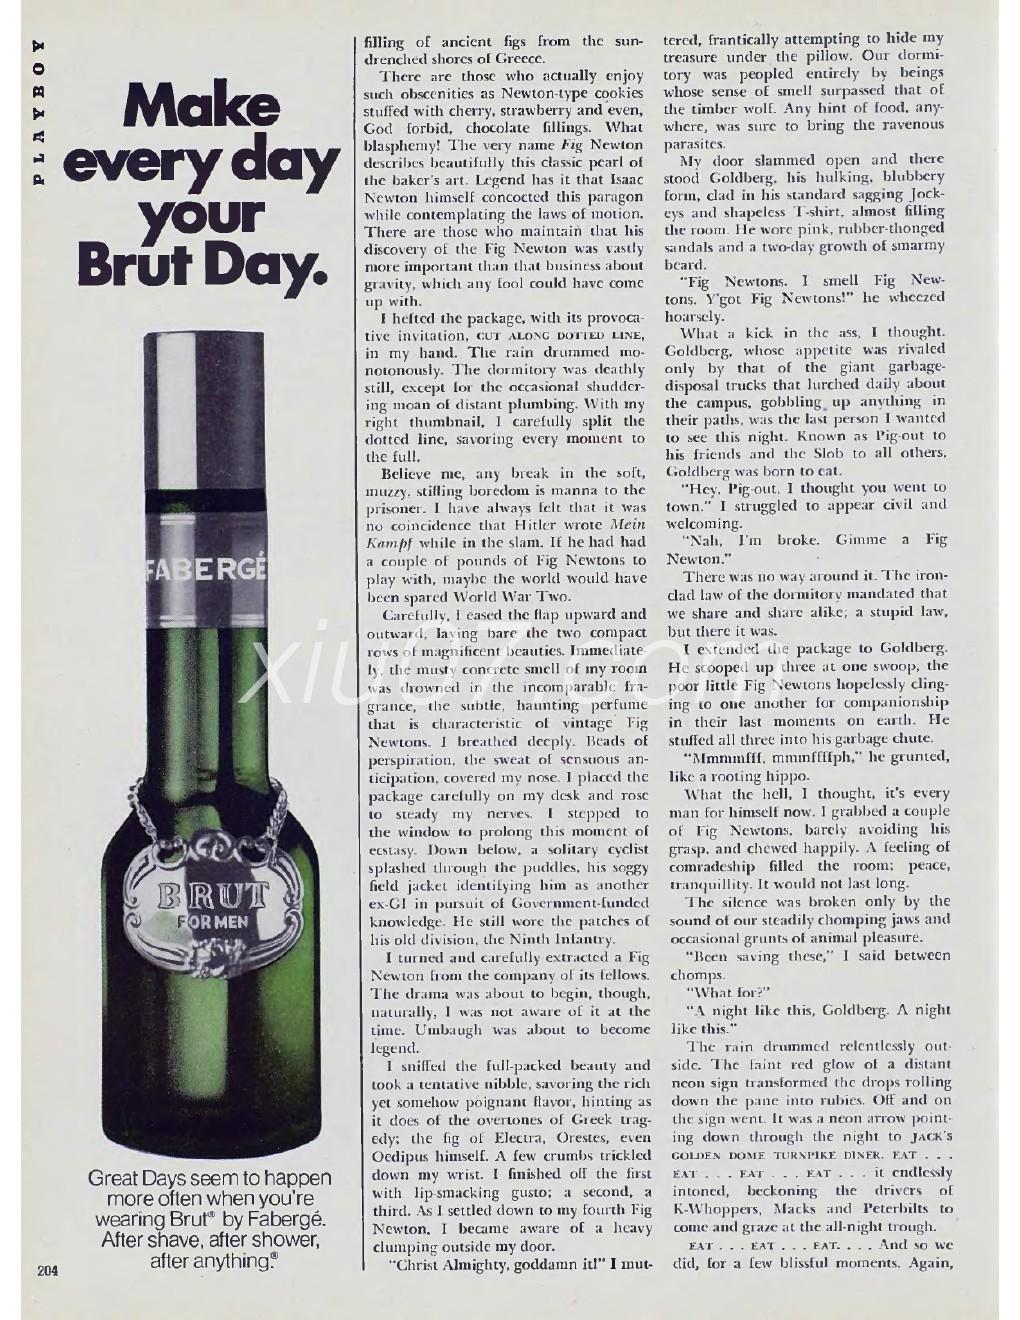 PLAYBOY
Make
every day
your
Brut Day.
FABERGÉ
BRUT
FOR MEN
Great Days seem to happen
more often when you're
wearing Brut® by Fabergé.
After shave, after shower,
after anything.®
204
filling of ancient figs from the sun-
drenched shores of Greece.
There are those who actually enjoy
such obscenities as Newton-type cookies
stuffed with cherry, strawberry and even,
God forbid, chocolate fillings. What
blasphemy! The very name Fig Newton
describes beautifully this classic pearl of
the baker's art. Legend has it that Isaac
Newton himself concocted this paragon
while contemplating the laws of motion.
There are those who maintain that his
discovery of the Fig Newton was vastly
more important than that business about
gravity, which any fool could have come
up with.
I hefted the package, with its provoca-
tive invitation, CUT ALONG DOTTED LINE,
in my hand. The rain drummed mo-
notonously. The dormitory was deathly
still, except for the occasional shudder-
ing moan of distant plumbing. With my
right thumbnail, I carefully split the
dotted line, savoring every moment to
the full.
Believe me, any break in the soft,
muzzy, stifling boredom is manna to the
prisoner. I have always felt that it was
no coincidence that Hitler wrote Mein
Kampf while in the slam. If he had had
a couple of pounds of Fig Newtons to
play with, maybe the world would have
been spared World War Two.
Carefully, I eased the flap upward and
outward, laying bare the two compact
rows of magnificent beauties. Immediate-
ly, the musty concrete smell of my room
was drowned in the incomparable fra-
grance, the subtle, haunting perfume
that is characteristic of vintage Fig
Newtons. I breathed deeply. Beads of
perspiration, the sweat of sensuous an-
ticipation, covered my nose. I placed the
package carefully on my desk and rose
to steady my nerves. I stepped to
the window to prolong this moment of
ecstasy. Down below, a solitary cyclist
splashed through the puddles, his soggy
field jacket identifying him as another
ex-GI in pursuit of Government-funded
knowledge. He still wore the patches of
his old division, the Ninth Infantry.
I turned and carefully extracted a Fig
Newton from the company of its fellows.
The drama was about to begin, though,
naturally, I was not aware of it at the
time. Umbaugh was about to become
legend.
I sniffed the full-packed beauty and
took a tentative nibble, savoring the rich
yet somehow poignant flavor, hinting as
it does of the overtones of Greek trag-
edy; the fig of Electra, Orestes, even
Oedipus himself. A few crumbs trickled
down my wrist. I finished off the first
with lip-smacking gusto; a second, a
third. As I settled down to my fourth Fig
Newton, I became aware of a heavy
clumping outside my door.
"Christ Almighty, goddamn it!" I mut-
tered, frantically attempting to hide my
treasure under the pillow. Our dormi-
tory was peopled entirely by beings
whose sense of smell surpassed that of
the timber wolf. Any hint of food, any-
where, was sure to bring the ravenous
parasites.
My door slammed open and there
stood Goldberg, his hulking, blubbery
form, clad in his standard sagging Jock-
eys and shapeless T-shirt, almost filling
the room. He wore pink, rubber-thonged
sandals and a two-day growth of smarmy
beard.
"Fig Newtons. I smell Fig New-
tons. Y'got Fig Newtons!" he wheezed
hoarsely.
What a kick in the ass, I thought.
Goldberg, whose appetite was rivaled
only by that of the giant garbage-
disposal trucks that lurched daily about
the campus, gobbling up anything in
their paths, was the last person I wanted
to see this night. Known as Pig-out to
his friends and the Slob to all others,
Goldberg was born to eat.
"Hey, Pig-out. I thought you went to
town." I struggled to appear civil and
welcoming.
"Nah, I'm broke. Gimme a Fig
Newton."
There was no way around it. The iron-
clad law of the dormitory mandated that
we share and share alike; a stupid law,
but there it was.
I extended the package to Goldberg.
He scooped up three at one swoop, the
poor little Fig Newtons hopelessly cling-
ing to one another for companionship
in their last moments on earth. He
stuffed all three into his garbage chute.
"Mmmmfff, mmmffffph," he grunted,
like a rooting hippo.
What the hell, I thought, it's every
man for himself now. I grabbed a couple
of Fig Newtons, barely avoiding his
grasp, and chewed happily. A feeling of
comradeship filled the room; peace,
tranquillity. It would not last long.
The silence was broken only by the
sound of our steadily chomping jaws and
occasional grunts of animal pleasure.
"Been saving these," I said between
chomps.
"What for?"
"A night like this, Goldberg. A night
like this."
The rain drummed relentlessly out-
side. The faint red glow of a distant
neon sign transformed the drops rolling
down the pane into rubies. Off and on
the sign went. It was a neon arrow point-
ing down through the night to JACK'S
GOLDEN DOME TURNPIKE DINER. EAT . . .
EAT . . . EAT . . . EAT . . . it endlessly
intoned, beckoning the drivers of
K-Whoppers, Macks and Peterbilts to
come and graze at the all-night trough.
EAT . . . EAT . . . EAT. . . . And so we
did, for a few blissful moments. Again,
xiu07.com